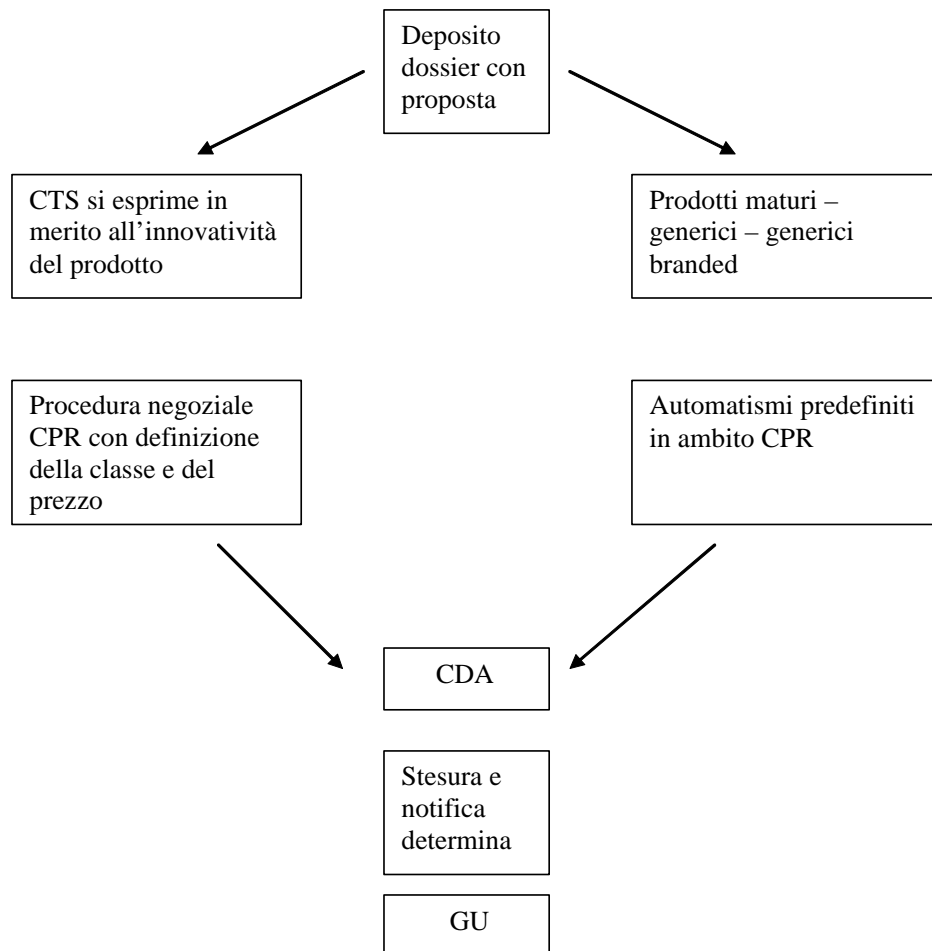 Deposito
dossier con
proposta
CTS si esprime in
merito all’innovatività
del prodotto
Prodotti maturi –
generici – generici
branded
Procedura negoziale
CPR con definizione
della classe e del
prezzo
Automatismi predefiniti
in ambito CPR
CDA
Stesura e
notifica
determina
GU